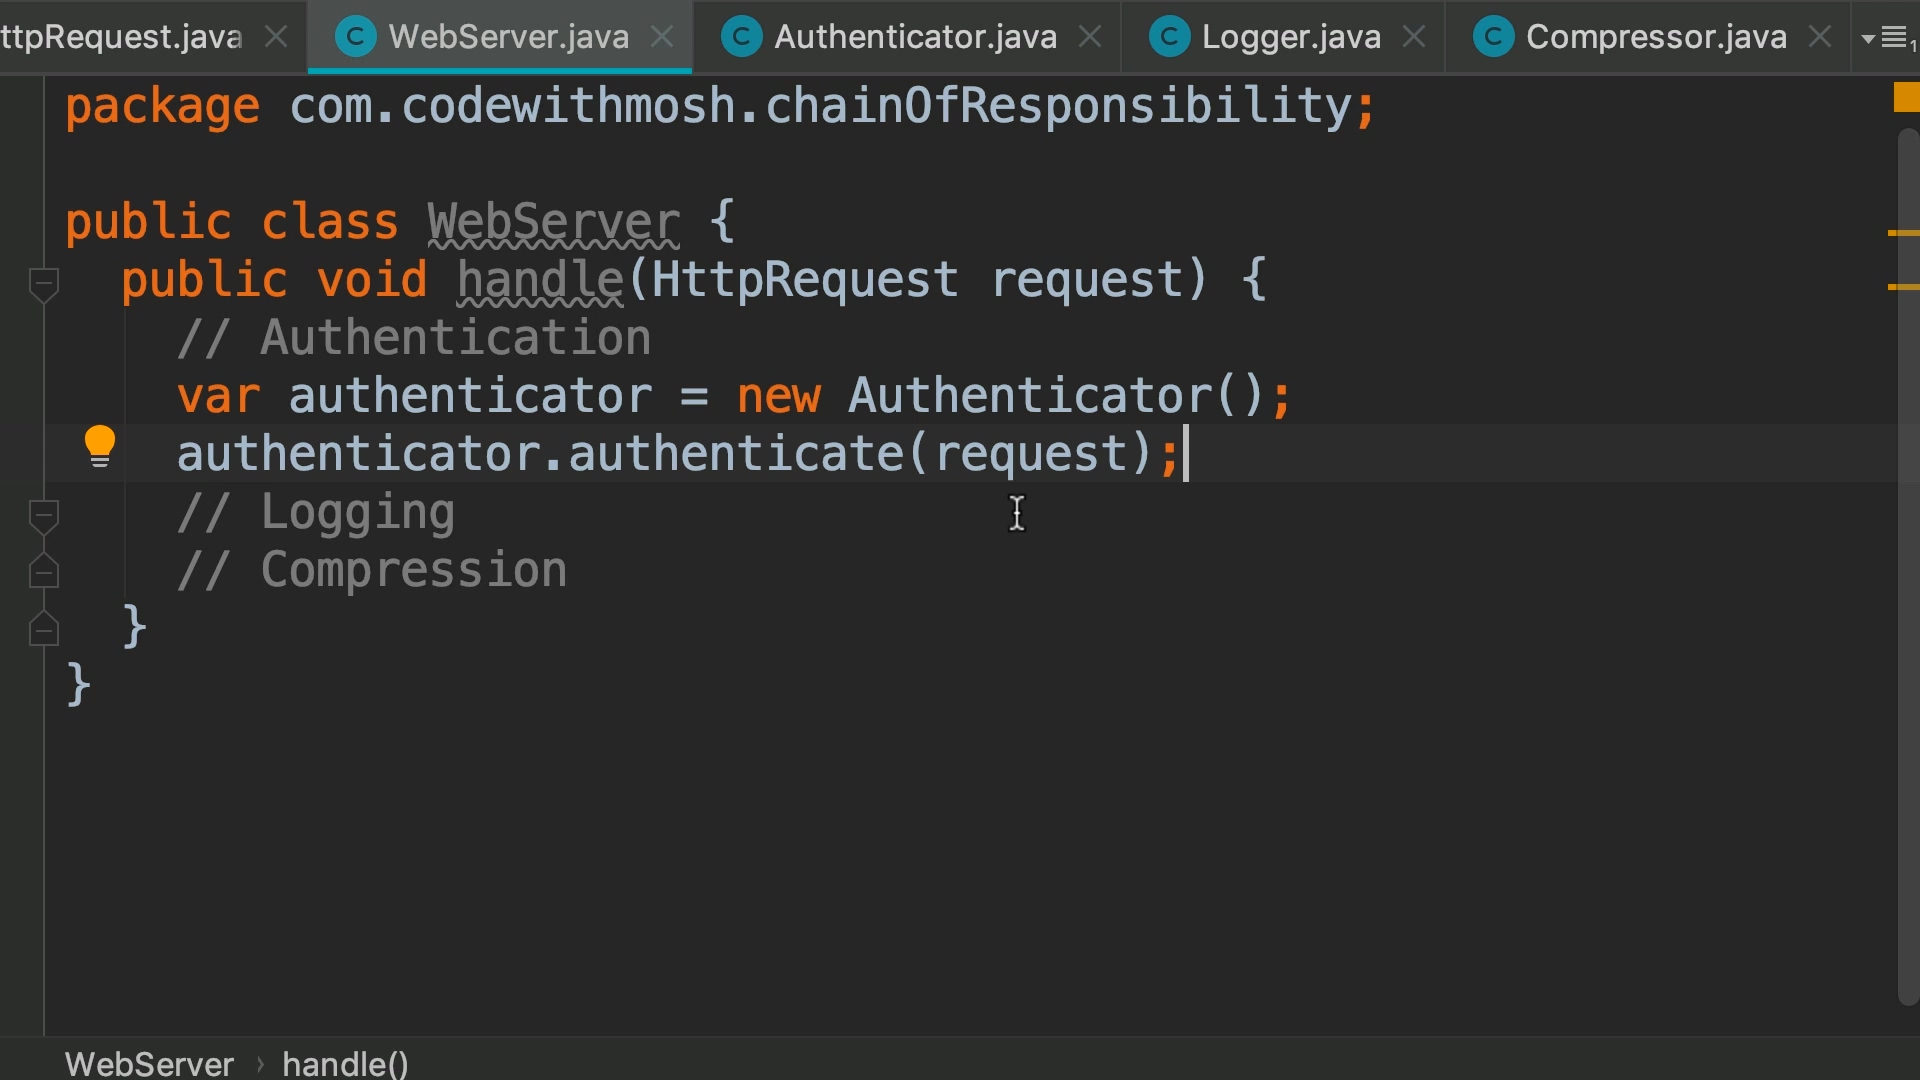 ttpRequest.java WebServer.java Authenticator.java Logger.java Compressor.java 1
package com.codewithmosh.chainOfResponsibility;
public class WebServer {
public void handle(HttpRequest request) {
// Authentication
var authenticator = new Authenticator();
authenticator.authenticate(request);
// Logging
// Compression
}
}
WebServer › handle()